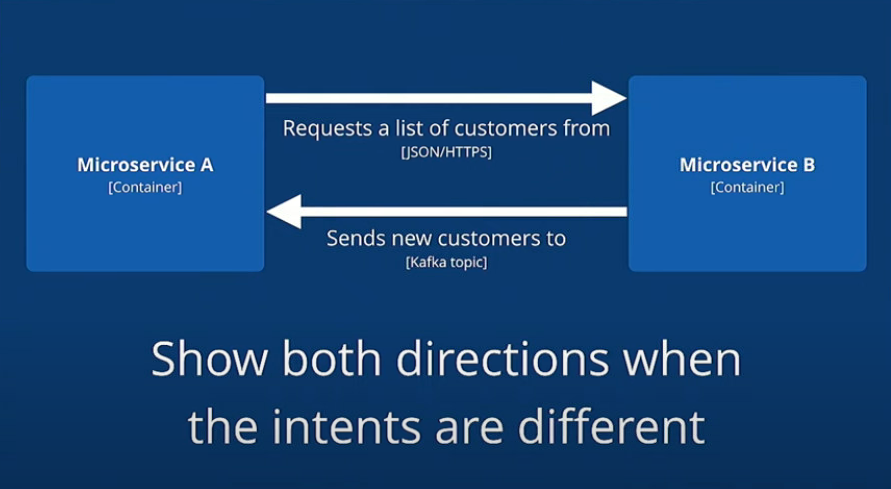 Requests a list of customers from
[JSON/HTTPS]
Microservice A
[Container]
Microservice B
[Container]
Sends new customers to
[Kafka topic]
Show both directions when
the intents are different